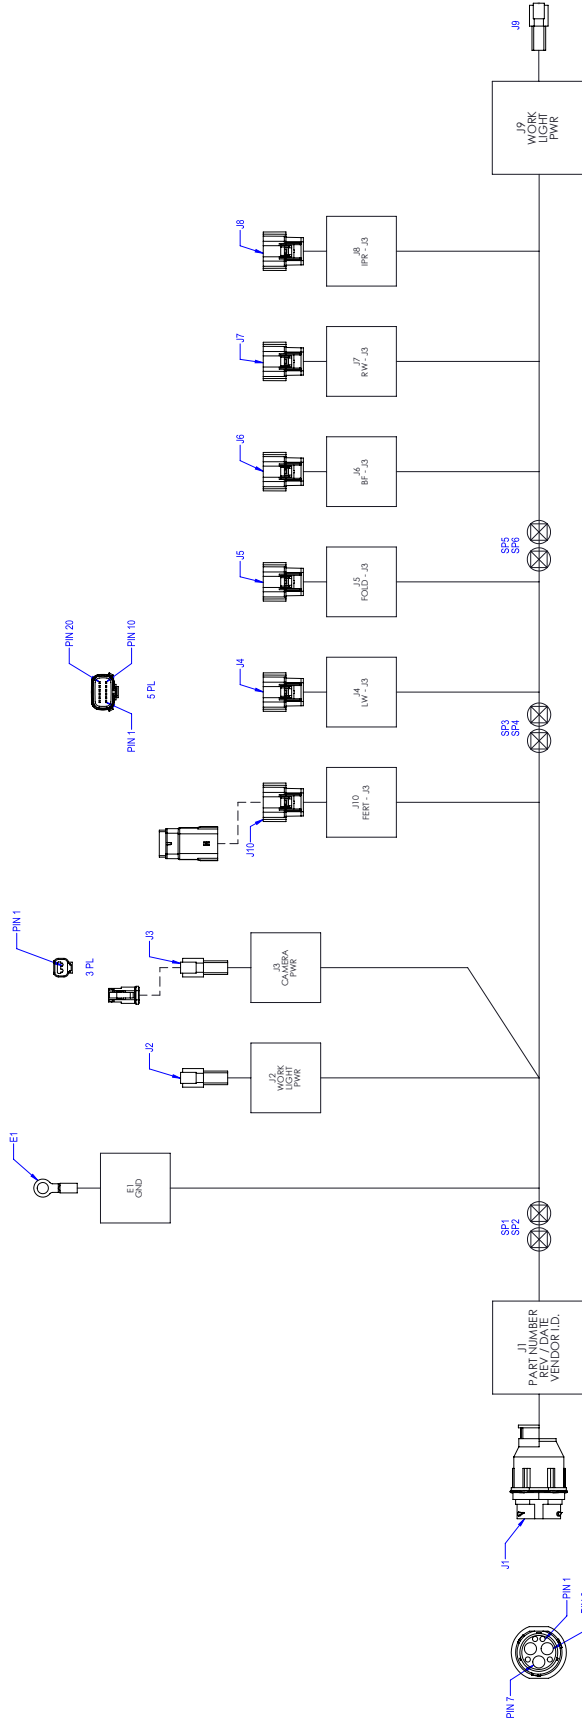 PIN 7
PIN 1
J1
J1
PART NUMBER
REV / DATE
VENDOR I.D.
SP1
SP2
E1
E1
GND
J2
J2
WORK
LIGHT
PWR
J3
J3
CAMERA
PWR
PIN 1
3 PL
J10
J10
FERT - J3
SP3
SP4
J4
J4
LW - J3
PIN 20
PIN 10
PIN 1
5 PL
J5
J5
FOLD - J3
SP5
SP6
J6
J6
BF - J3
J7
J7
RW - J3
J8
J8
IPR - J3
J9
WORK
LIGHT
PWR
J9